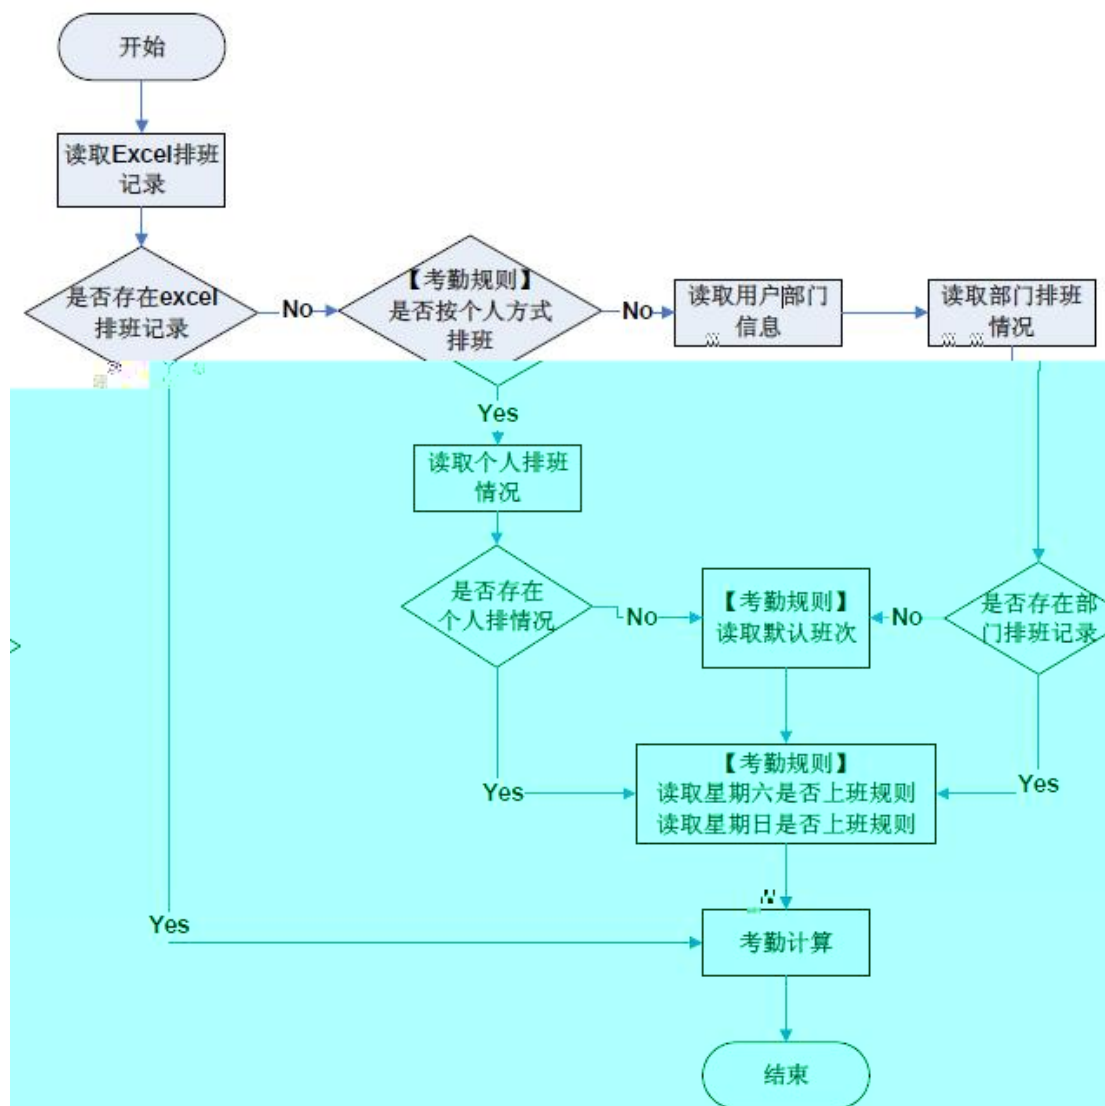 开始
读取Excel排班
记录
是否存在excel
排班记录
No
【考勤规则】
是否按个人方式
排班
No
读取用户部门
信息
读取部门排班
情况
Yes
读取个人排班
情况
是否存在
个人排情况
No
【考勤规则】
读取默认班次
No
是否存在部
门排班记录
Yes
【考勤规则】
读取星期六是否上班规则
读取星期日是否上班规则
Yes
Yes
考勤计算
结束